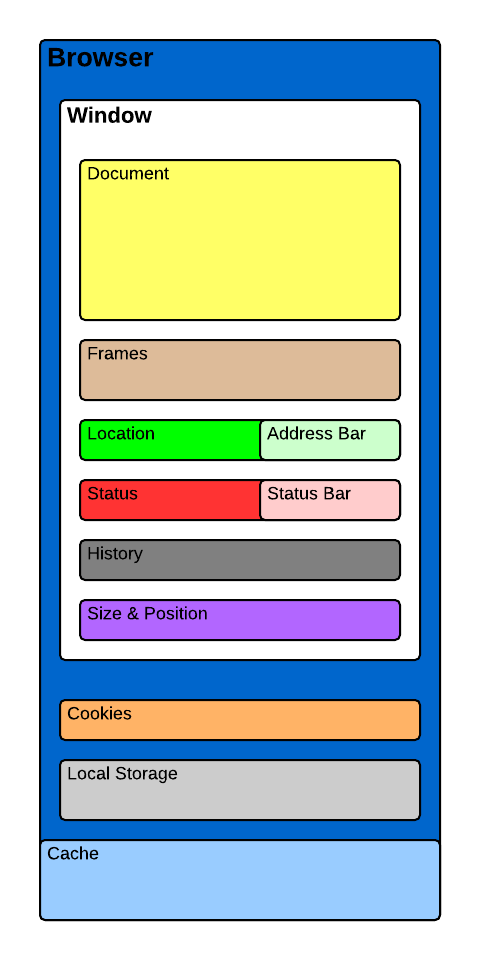 Browser
Window
Document
Frames
Location
Address Bar
Status
Status Bar
History
Size & Position
Cookies
Local Storage
Cache